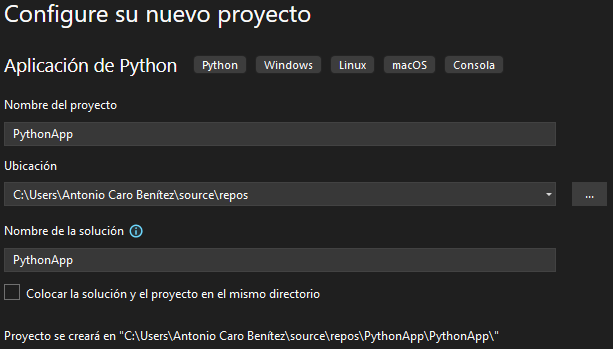 Configure su nuevo proyecto
Aplicación de Python Python Windows Linux macOS Consola
Nombre del proyecto
PythonApp
Ubicación
C:\Users\Antonio Caro Benítez\source\repos ...
Nombre de la solución
PythonApp
Colocar la solución y el proyecto en el mismo directorio
Proyecto se creará en "C:\Users\Antonio Caro Benítez\source\repos\PythonApp\PythonApp\"